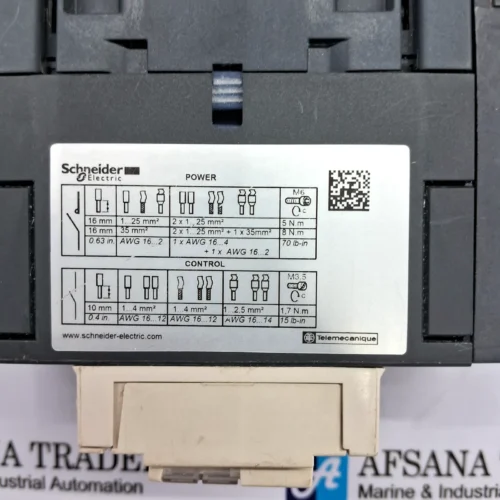 Schneider
Electric
POWER
M6
16 mm 1...25 mm² 2 x 1...25 mm² 5 N.m
16 mm 35 mm² 2 x 1...25 mm² + 1 x 35mm² 8 N.m
0.63 in. AWG 16...2 1 x AWG 16...4 70 lb-in
+ 1 x AWG 16...2
CONTROL
M3.5
10 mm 1...4 mm² 1...4 mm² 1...2.5 mm² 1,7 N.m
0.4 in. AWG 16...12 AWG 16...12 AWG 16...14 15 lb-in
www.schneider-electric.com
Telemecanique
NA TRADE
ustrial Automation
AFSANA
Marine & Industrial